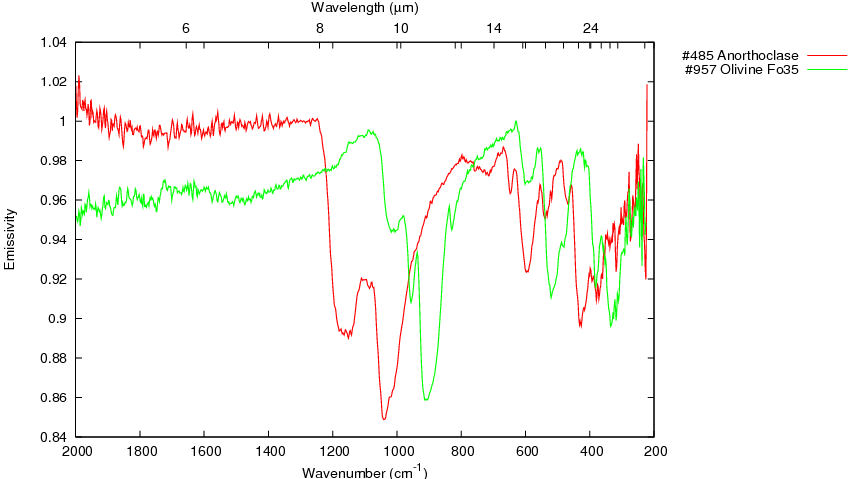 Wavelength (μm)
6 8 10 14 24
#485 Anorthoclase
#957 Olivine Fo35
1.04
1.02
1
0.98
0.96
0.94
0.92
0.9
0.88
0.86
0.84
Emissivity
2000 1800 1600 1400 1200 1000 800 600 400 200
Wavenumber (cm-1)